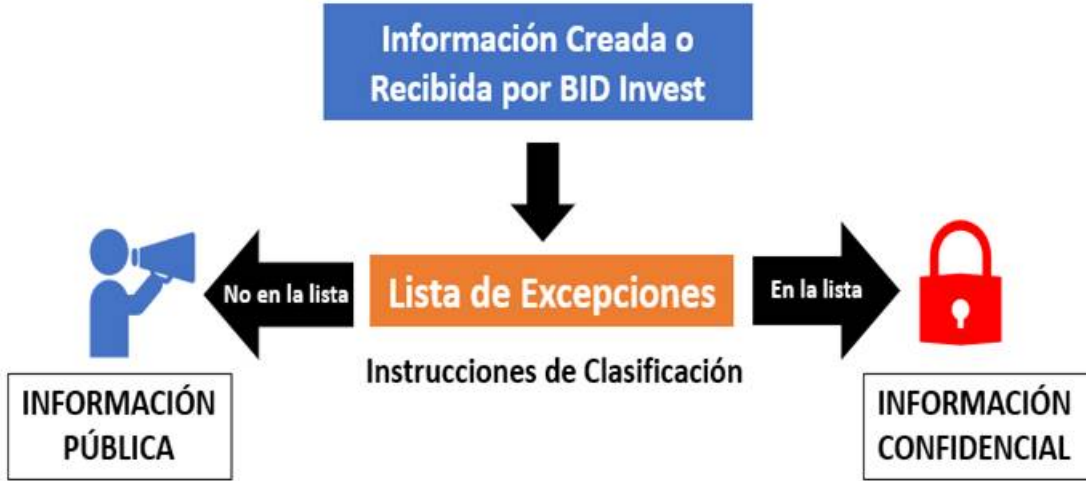 Información Creada o
Recibida por BID Invest
No en la lista
Lista de Excepciones
En la lista
Instrucciones de Clasificación
INFORMACIÓN
PÚBLICA
INFORMACIÓN
CONFIDENCIAL